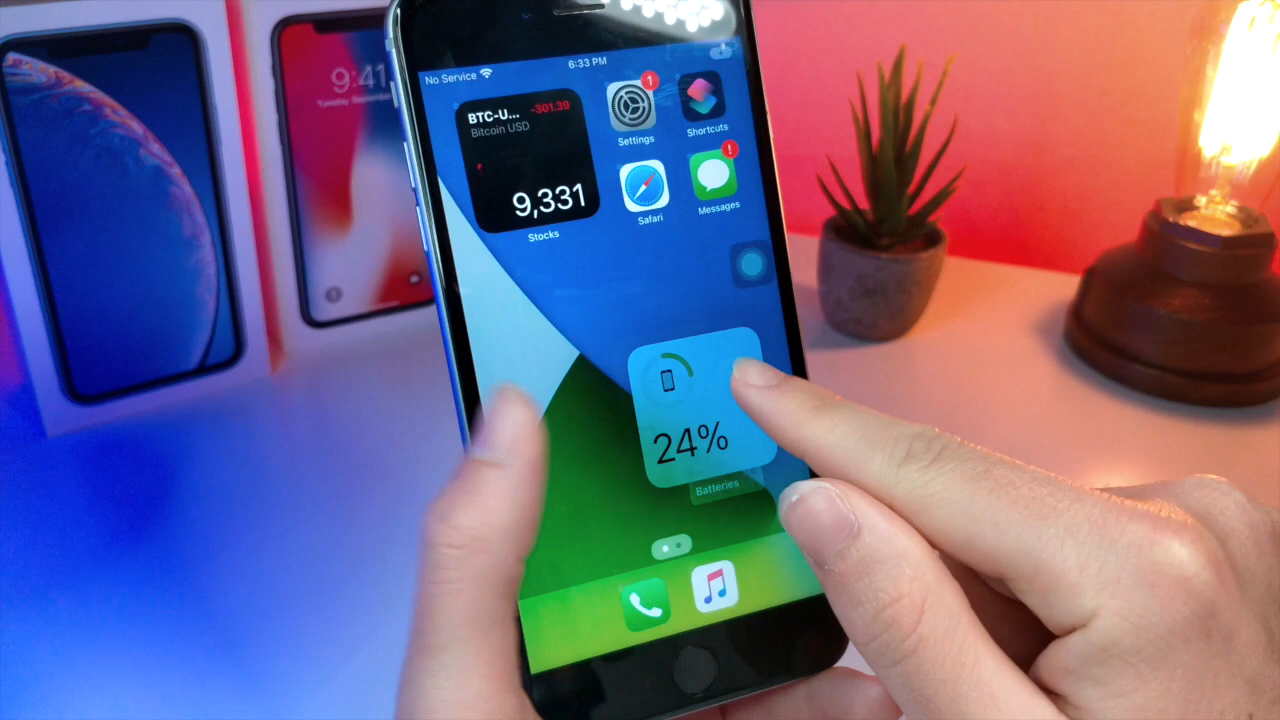 9:41
No Service
6:33 PM
BTC-U... -301.39
Bitcoin USD
9,331
Stocks
1
Settings
Shortcuts
Safari
!
Messages
24%
Batteries